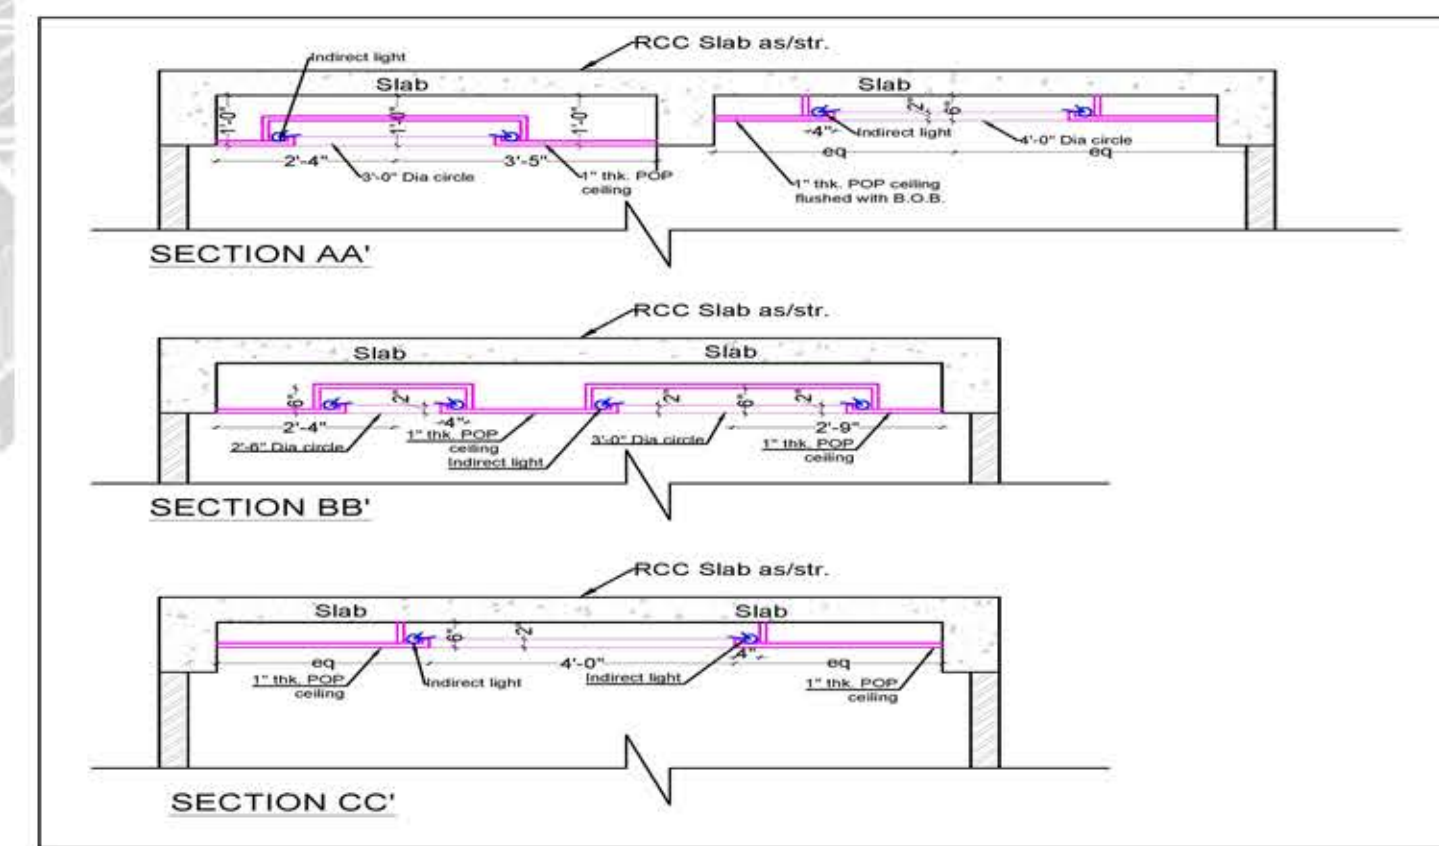 RCC Slab as/str.
Indirect light
Slab
Slab
1'-0"
1'-0"
1'-0"
2"
6"
4"
Indirect light
4'-0" Dia circle
eq
eq
2'-4"
3'-5"
3'-0" Dia circle
1" thk. POP
ceiling
1" thk. POP ceiling
flushed with B.O.B.
SECTION AA'
RCC Slab as/str.
Slab
Slab
6"
2"
2"
6"
2"
2'-4"
4"
2'-9"
2'-6" Dia circle
1" thk. POP
ceiling
Indirect light
3'-0" Dia circle
1" thk. POP
ceiling
SECTION BB'
RCC Slab as/str.
Slab
Slab
6"
2"
4"
eq
4'-0"
eq
1" thk. POP
ceiling
Indirect light
Indirect light
1" thk. POP
ceiling
SECTION CC'